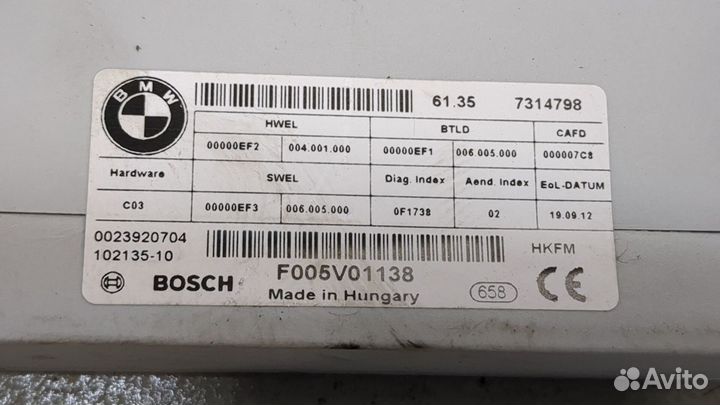 BMW
61.35 7314798
HWEL BTLD CAFD
00000EF2 004.001.000 00000EF1 006.005.000 000007C8
Hardware SWEL Diag. Index Aend. Index EoL-DATUM
C03 00000EF3 006.005.000 0F1738 02 19.09.12
0023920704
102135-10 HKFM
BOSCH F005V01138
Made in Hungary 658 CE
Avito